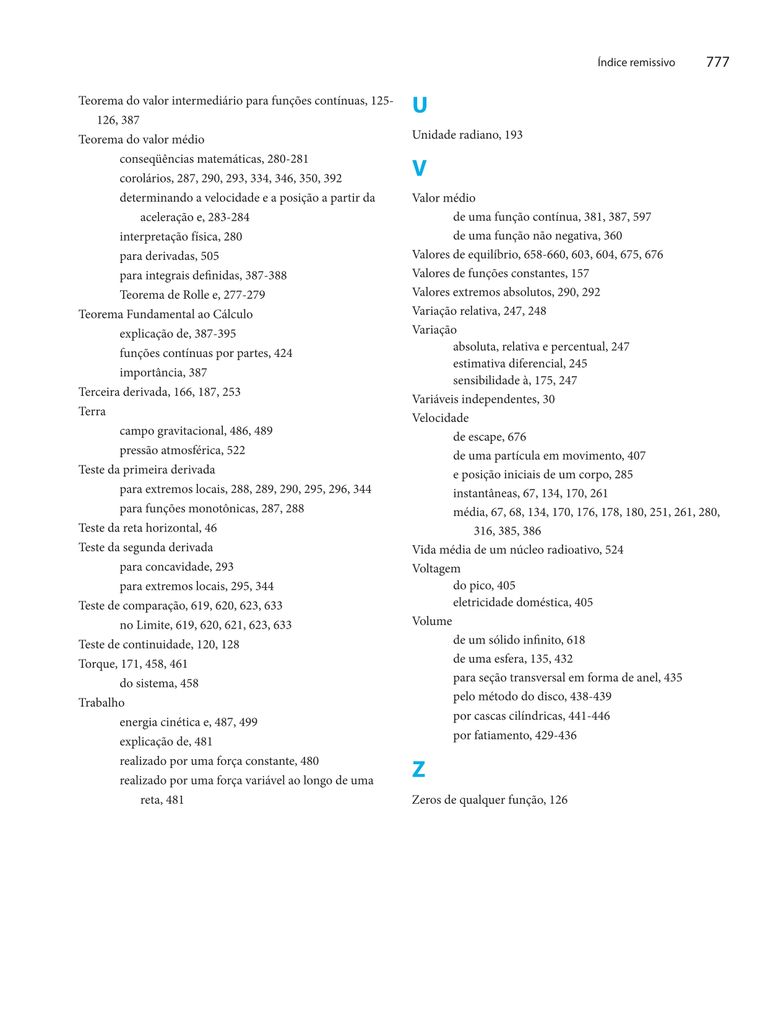 Índice remissivo 777
Teorema do valor intermediário para funções contínuas, 125-
126, 387
Teorema do valor médio
conseqüências matemáticas, 280-281
corolários, 287, 290, 293, 334, 346, 350, 392
determinando a velocidade e a posição a partir da
aceleração e, 283-284
interpretação física, 280
para derivadas, 505
para integrais definidas, 387-388
Teorema de Rolle e, 277-279
Teorema Fundamental ao Cálculo
explicação de, 387-395
funções contínuas por partes, 424
importância, 387
Terceira derivada, 166, 187, 253
Terra
campo gravitacional, 486, 489
pressão atmosférica, 522
Teste da primeira derivada
para extremos locais, 288, 289, 290, 295, 296, 344
para funções monotônicas, 287, 288
Teste da reta horizontal, 46
Teste da segunda derivada
para concavidade, 293
para extremos locais, 295, 344
Teste de comparação, 619, 620, 623, 633
no Limite, 619, 620, 621, 623, 633
Teste de continuidade, 120, 128
Torque, 171, 458, 461
do sistema, 458
Trabalho
energia cinética e, 487, 499
explicação de, 481
realizado por uma força constante, 480
realizado por uma força variável ao longo de uma
reta, 481
U
Unidade radiano, 193
V
Valor médio
de uma função contínua, 381, 387, 597
de uma função não negativa, 360
Valores de equilíbrio, 658-660, 603, 604, 675, 676
Valores de funções constantes, 157
Valores extremos absolutos, 290, 292
Variação relativa, 247, 248
Variação
absoluta, relativa e percentual, 247
estimativa diferencial, 245
sensibilidade à, 175, 247
Variáveis independentes, 30
Velocidade
de escape, 676
de uma partícula em movimento, 407
e posição iniciais de um corpo, 285
instantâneas, 67, 134, 170, 261
média, 67, 68, 134, 170, 176, 178, 180, 251, 261, 280,
316, 385, 386
Vida média de um núcleo radioativo, 524
Voltagem
do pico, 405
eletricidade doméstica, 405
Volume
de um sólido infinito, 618
de uma esfera, 135, 432
para seção transversal em forma de anel, 435
pelo método do disco, 438-439
por cascas cilíndricas, 441-446
por fatiamento, 429-436
Z
Zeros de qualquer função, 126